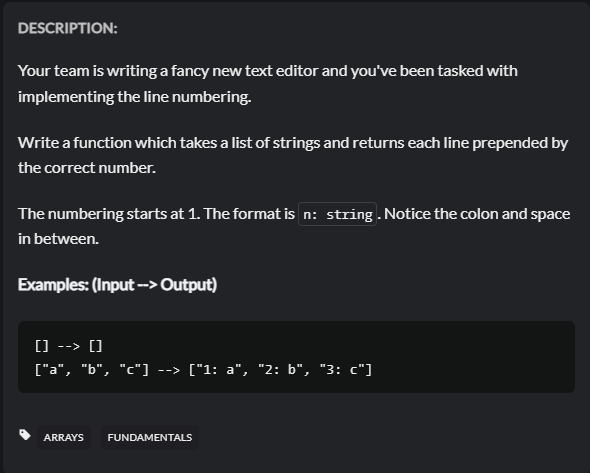 DESCRIPTION:
Your team is writing a fancy new text editor and you've been tasked with
implementing the line numbering.
Write a function which takes a list of strings and returns each line prepended by
the correct number.
The numbering starts at 1. The format is n: string. Notice the colon and space
in between.
Examples: (Input --> Output)
[] --> []
["a", "b", "c"] --> ["1: a", "2: b", "3: c"]
ARRAYS FUNDAMENTALS